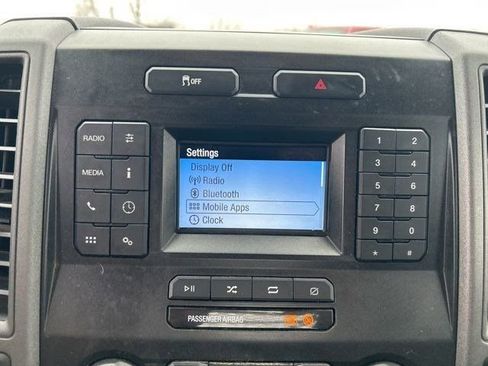 OFF
RADIO
MEDIA
i
Settings
Display Off
Radio
Bluetooth
Mobile Apps
Clock
1 2
3 4
5 6
7 8
9 0
* #
PASSENGER AIRBAG